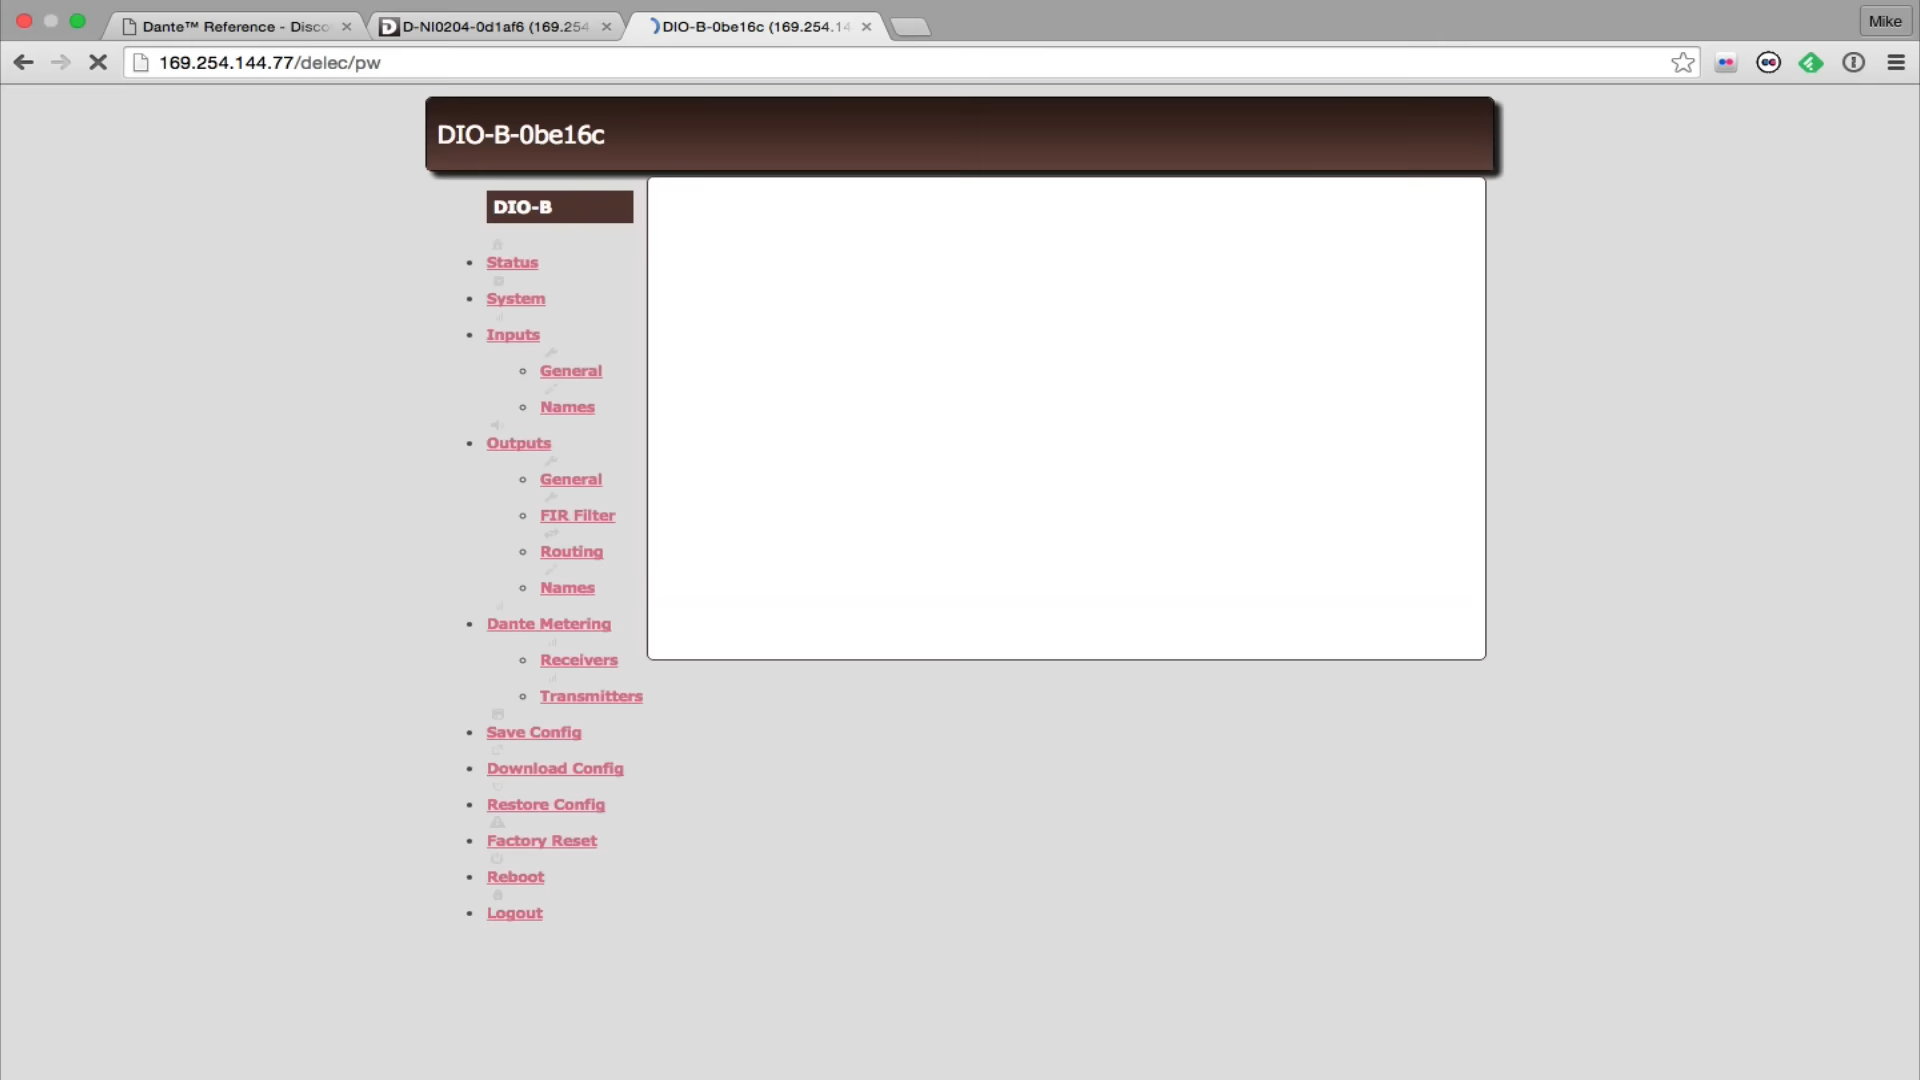 Dante™ Reference - Disco
D-NI0204-0d1af6 (169.254
DIO-B-0be16c (169.254.14
Mike
169.254.144.77/delec/pw
DIO-B-0be16c
DIO-B
Status
System
Inputs
General
Names
Outputs
General
FIR Filter
Routing
Names
Dante Metering
Receivers
Transmitters
Save Config
Download Config
Restore Config
Factory Reset
Reboot
Logout